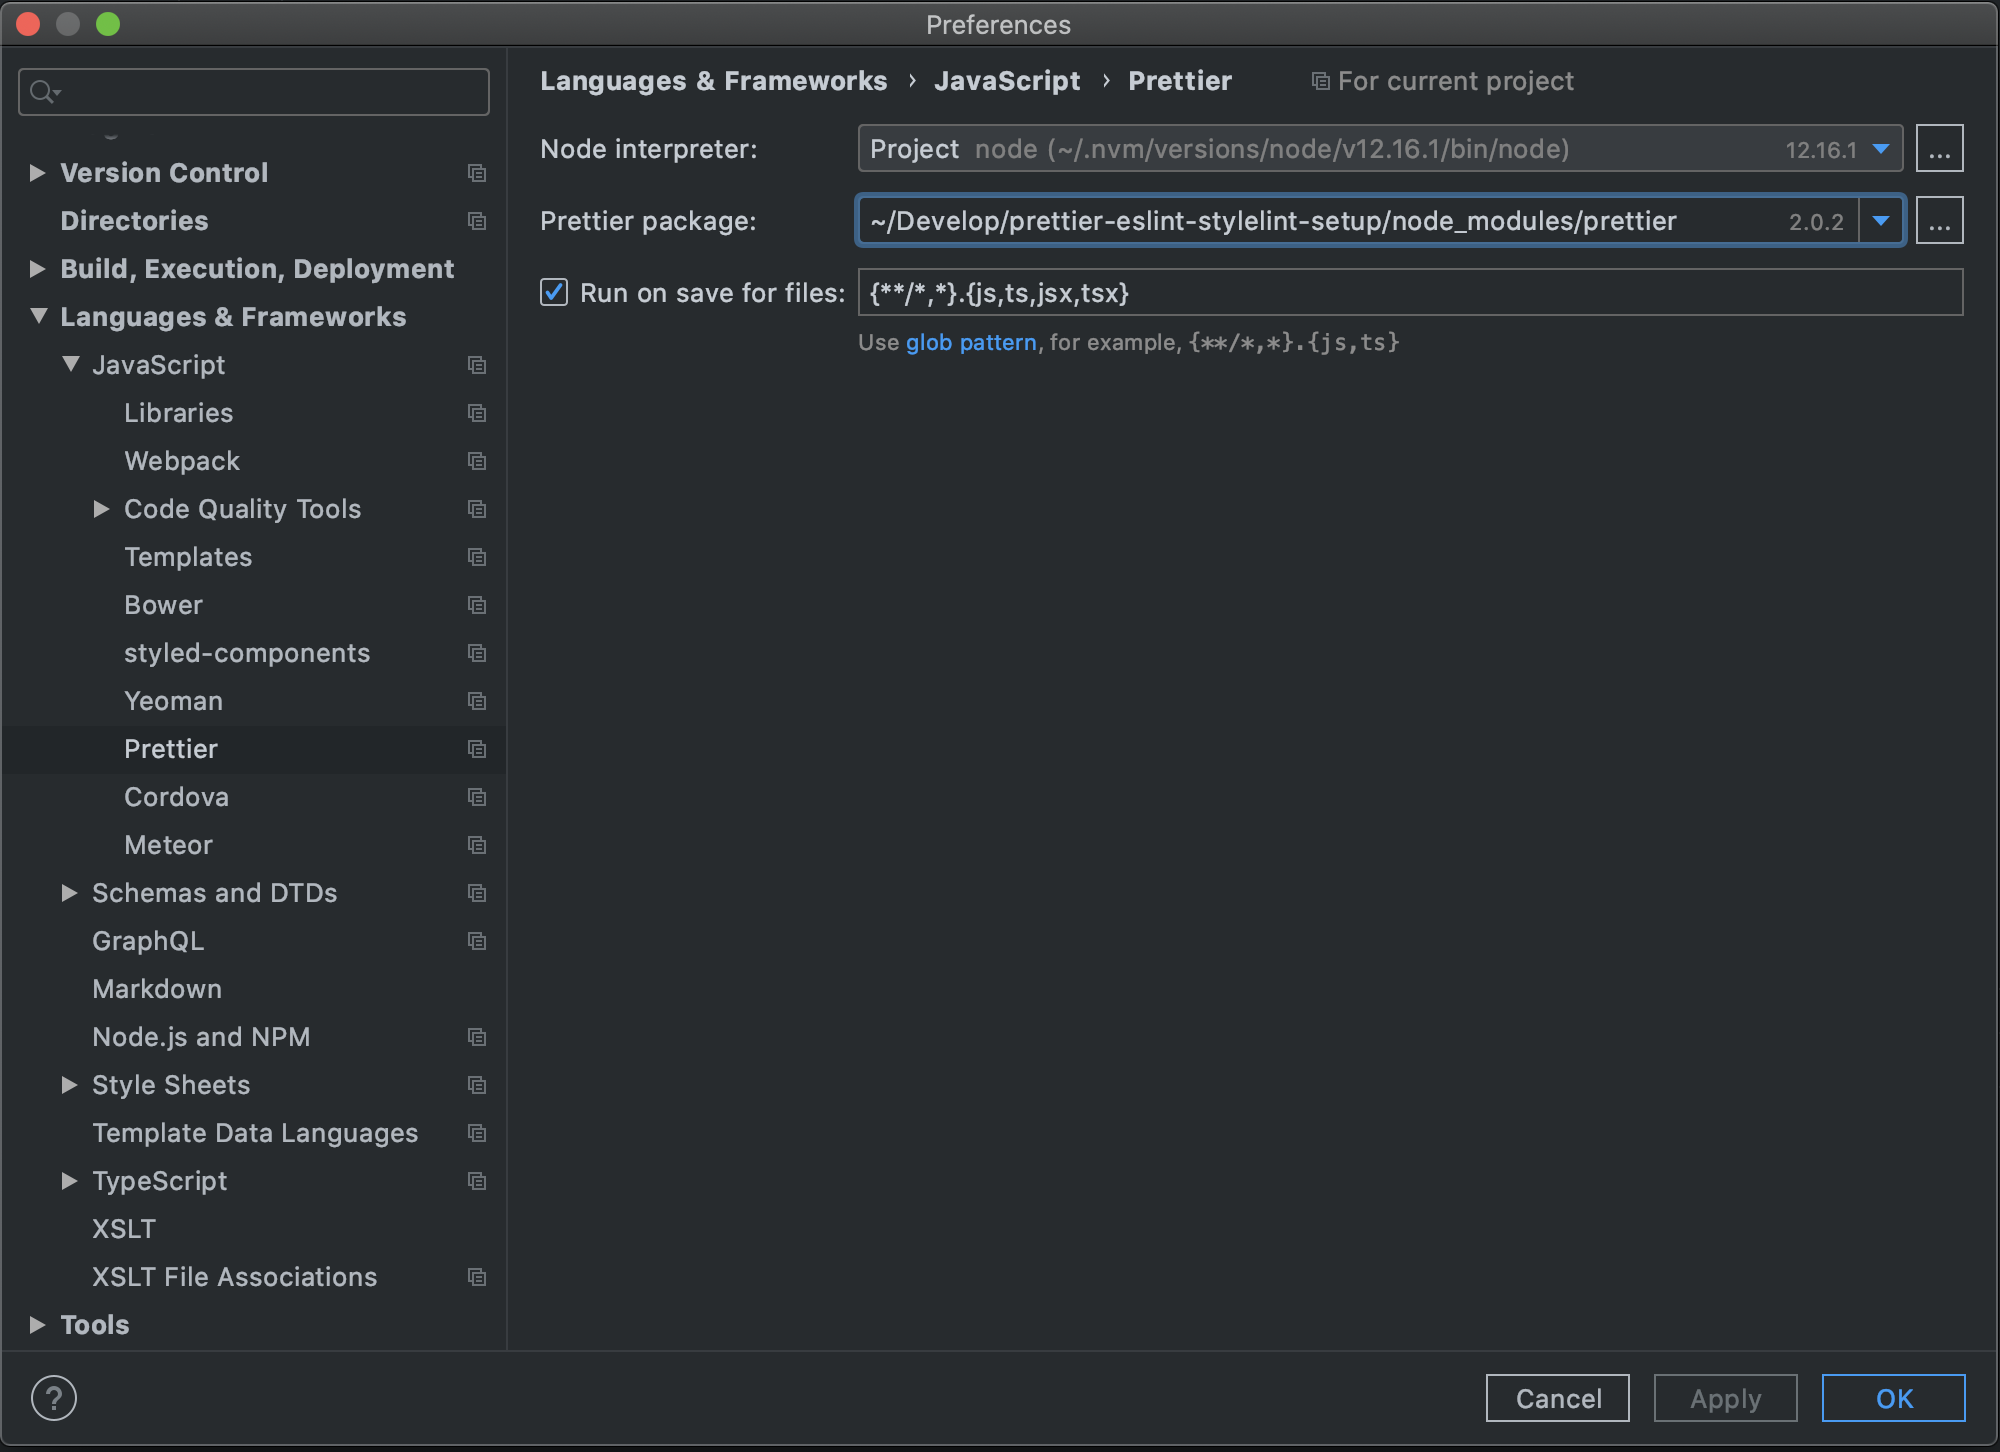 Preferences
Languages & Frameworks › JavaScript › Prettier For current project
Version Control
Directories
Build, Execution, Deployment
Languages & Frameworks
JavaScript
Libraries
Webpack
Code Quality Tools
Templates
Bower
styled-components
Yeoman
Prettier
Cordova
Meteor
Schemas and DTDs
GraphQL
Markdown
Node.js and NPM
Style Sheets
Template Data Languages
TypeScript
XSLT
XSLT File Associations
Tools
Node interpreter: Project node (~/.nvm/versions/node/v12.16.1/bin/node) 12.16.1 ...
Prettier package: ~/Develop/prettier-eslint-stylelint-setup/node_modules/prettier 2.0.2 ...
Run on save for files: {**/*,*}.{js,ts,jsx,tsx}
Use glob pattern, for example, {**/*,*}.{js,ts}
? Cancel Apply OK